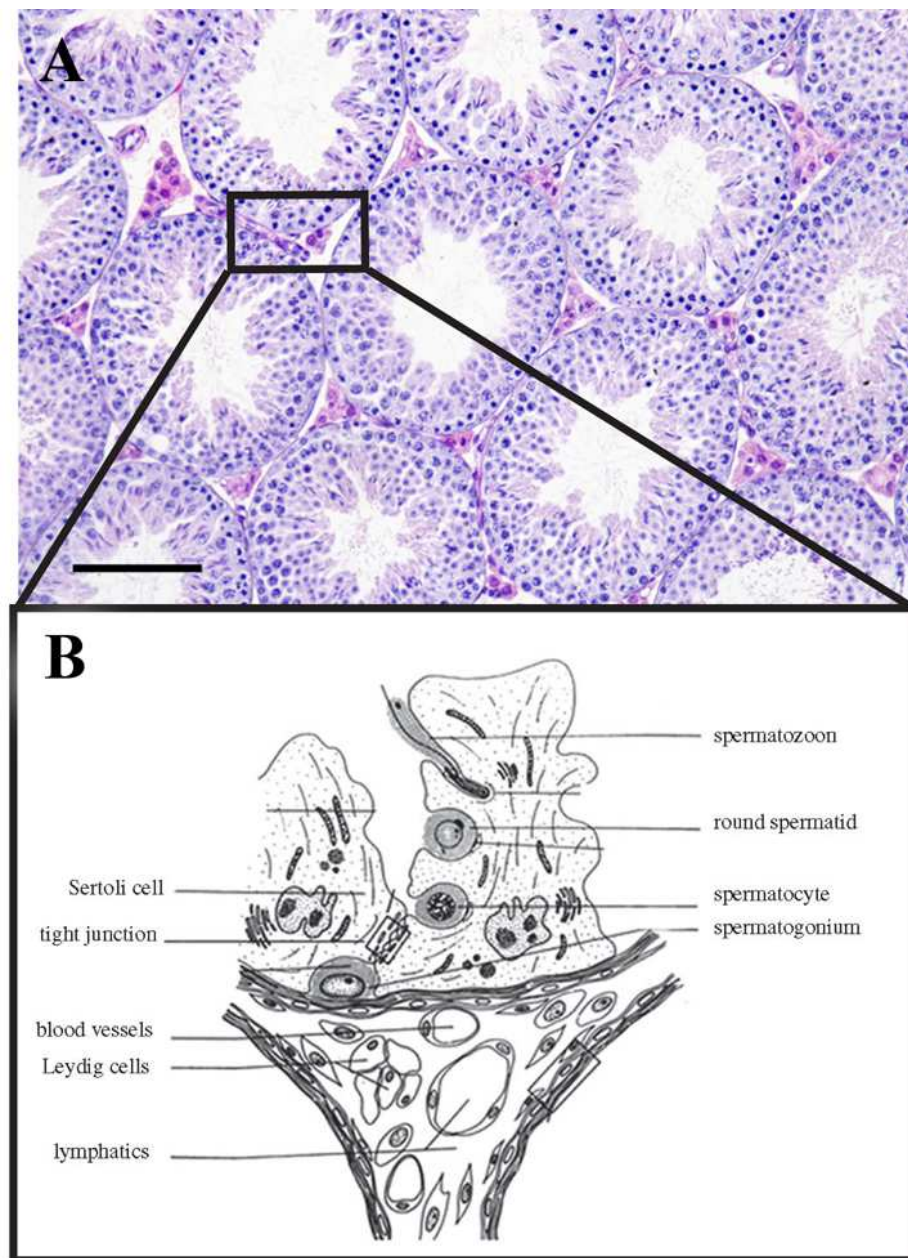 A
B
spermatozoon
round spermatid
Sertoli cell
spermatocyte
tight junction
spermatogonium
blood vessels
Leydig cells
lymphatics